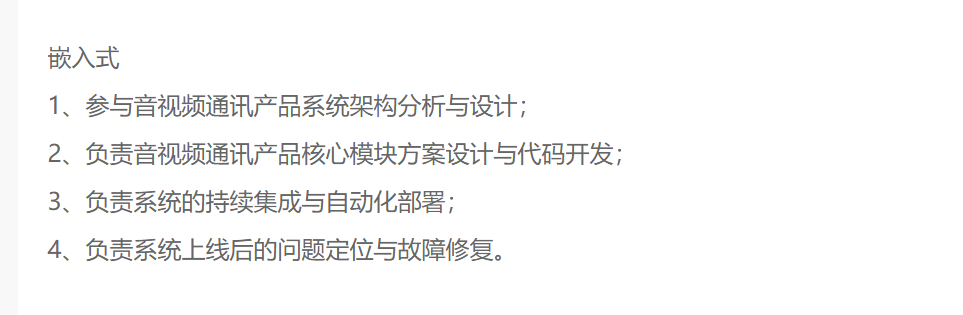 嵌入式
1、参与音视频通讯产品系统架构分析与设计；
2、负责音视频通讯产品核心模块方案设计与代码开发；
3、负责系统的持续集成与自动化部署；
4、负责系统上线后的问题定位与故障修复。